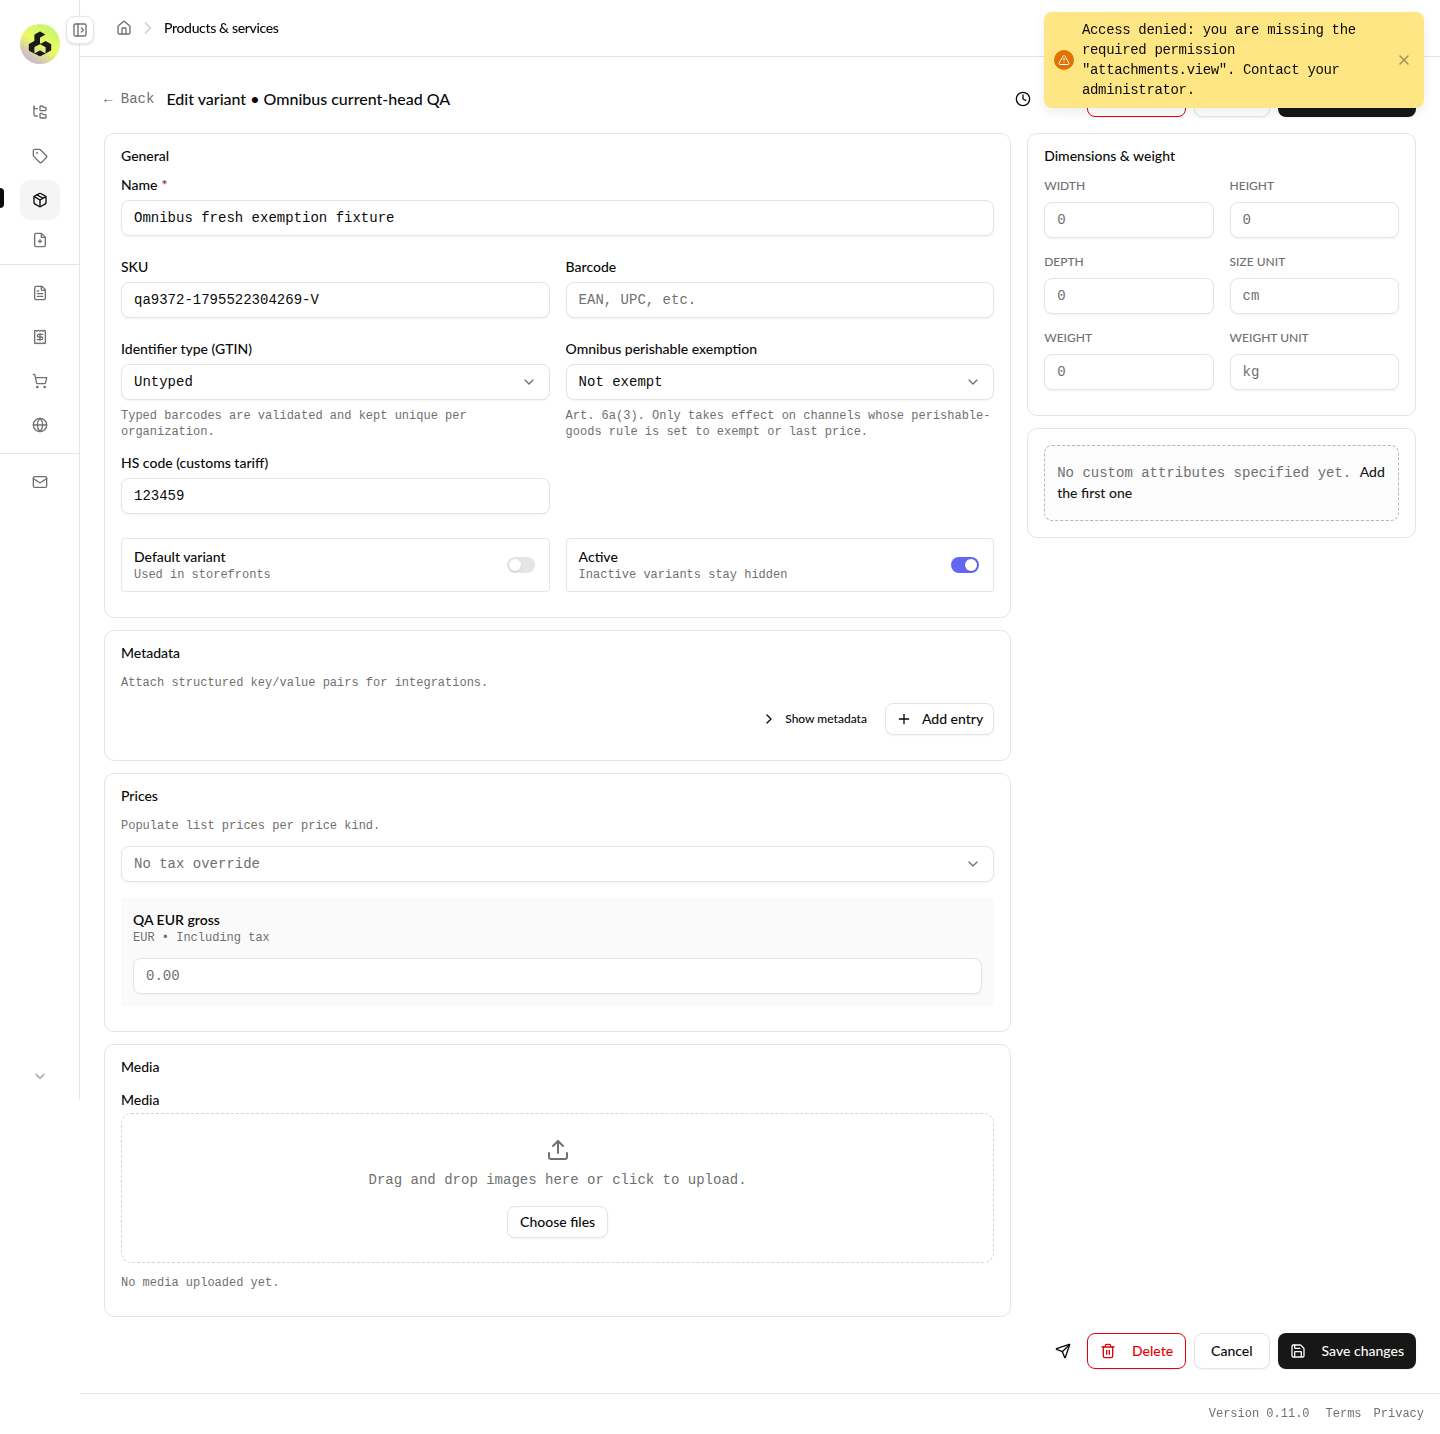 Products & services
Access denied: you are missing the
required permission
"attachments.view". Contact your
administrator.
← Back Edit variant • Omnibus current-head QA
General
Name *
Omnibus fresh exemption fixture
SKU
qa9372-1795522304269-V
Barcode
EAN, UPC, etc.
Identifier type (GTIN)
Untyped
Typed barcodes are validated and kept unique per
organization.
Omnibus perishable exemption
Not exempt
Art. 6a(3). Only takes effect on channels whose perishable-
goods rule is set to exempt or last price.
HS code (customs tariff)
123459
Default variant
Used in storefronts
Active
Inactive variants stay hidden
Metadata
Attach structured key/value pairs for integrations.
Show metadata
Add entry
Prices
Populate list prices per price kind.
No tax override
QA EUR gross
EUR • Including tax
0.00
Media
Media
Drag and drop images here or click to upload.
Choose files
No media uploaded yet.
Dimensions & weight
WIDTH
0
HEIGHT
0
DEPTH
0
SIZE UNIT
cm
WEIGHT
0
WEIGHT UNIT
kg
No custom attributes specified yet. Add
the first one
Delete
Cancel
Save changes
Version 0.11.0 Terms Privacy